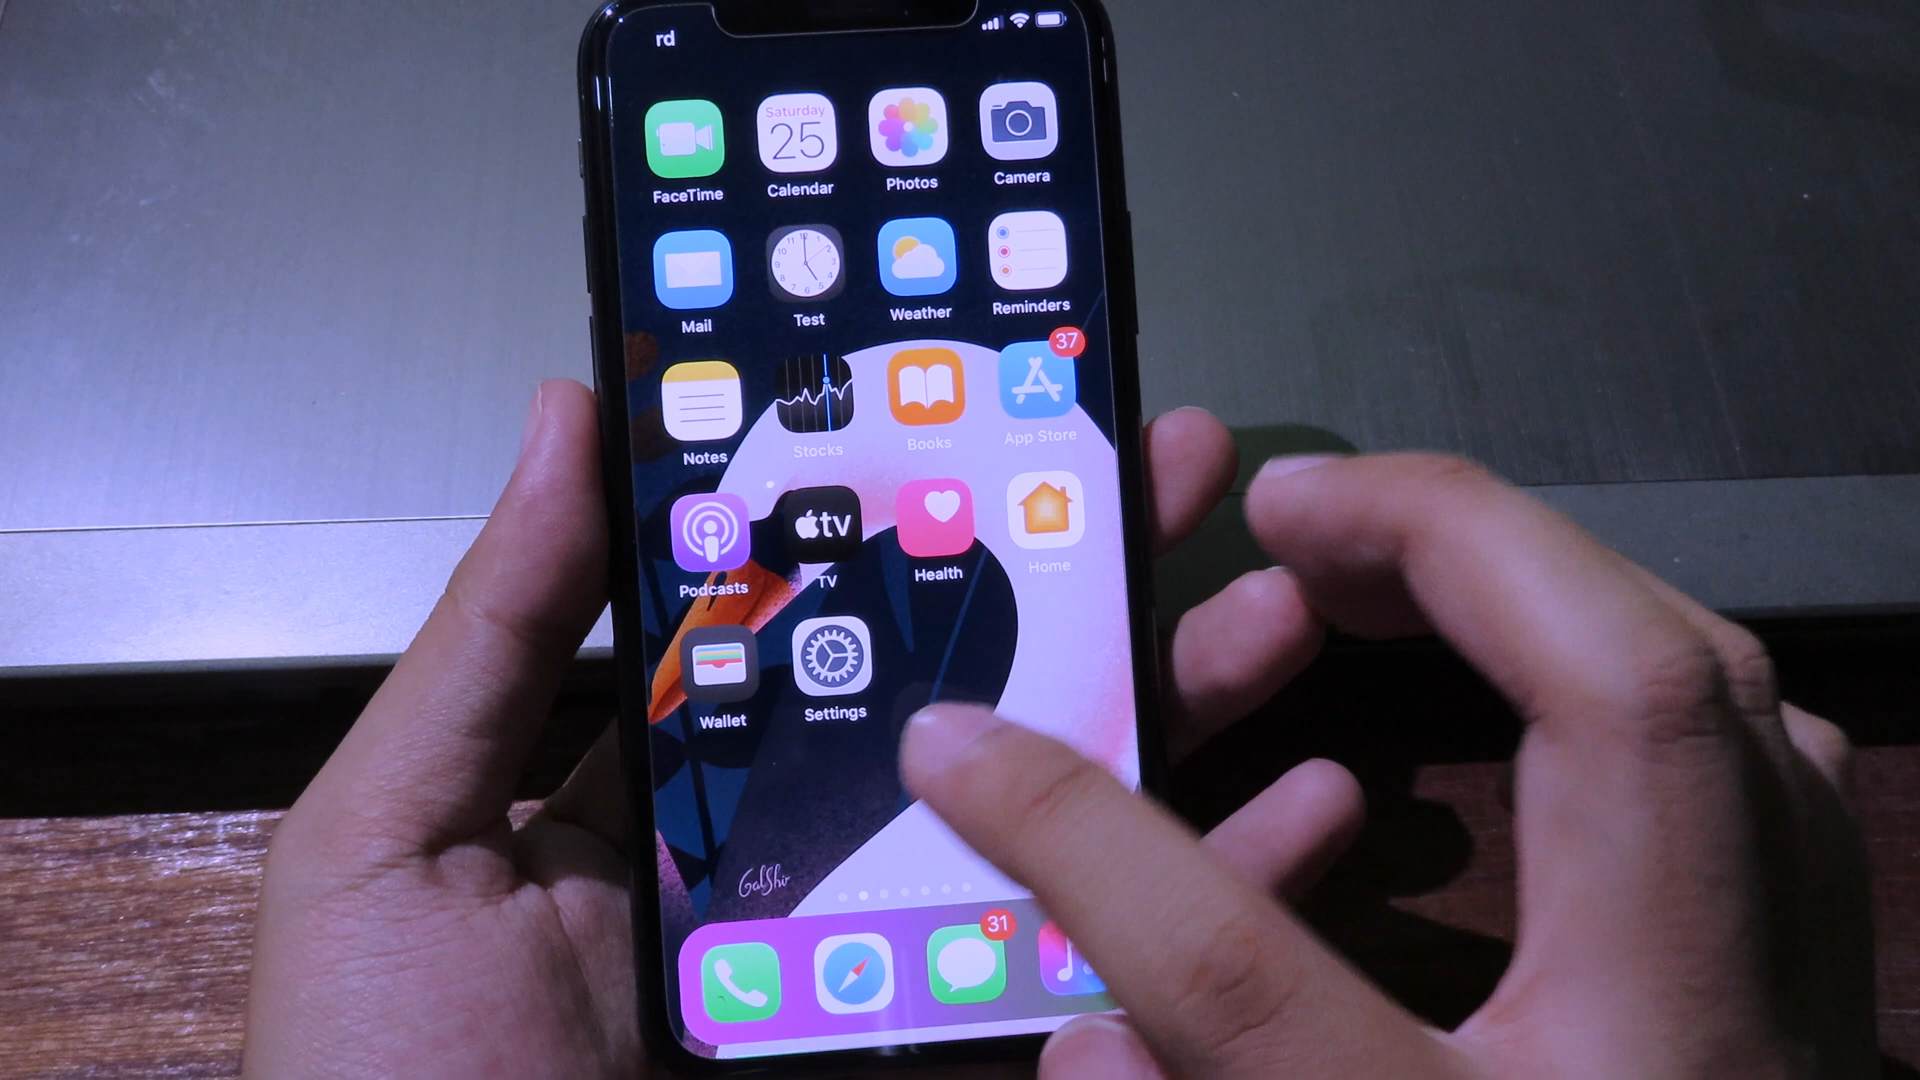 rd
Saturday
25
FaceTime
Calendar
Photos
Camera
Mail
Test
Weather
Reminders
37
Notes
Stocks
Books
App Store
tv
Podcasts
TV
Health
Home
Wallet
Settings
GalShir
31